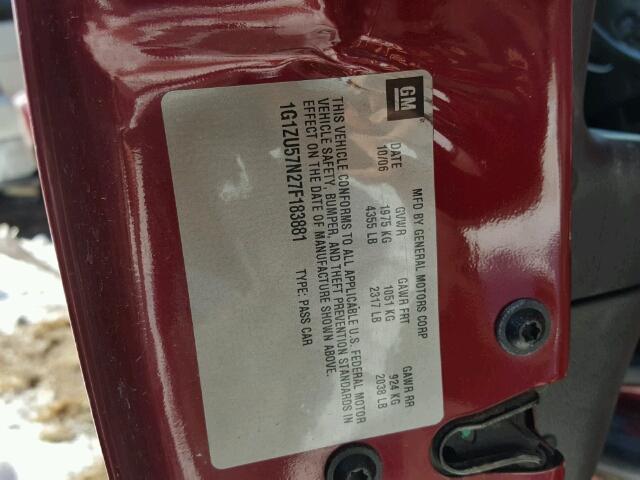 GM
MFD BY GENERAL MOTORS CORP
DATE GVWR GAWR FRT GAWR RR
10/06 1975 KG 1051 KG 924 KG
4355 LB 2317 LB 2038 LB
THIS VEHICLE CONFORMS TO ALL APPLICABLE U.S. FEDERAL MOTOR
VEHICLE SAFETY, BUMPER, AND THEFT PREVENTION STANDARDS IN
EFFECT ON THE DATE OF MANUFACTURE SHOWN ABOVE.
1G1ZU57N27F183881 TYPE: PASS CAR